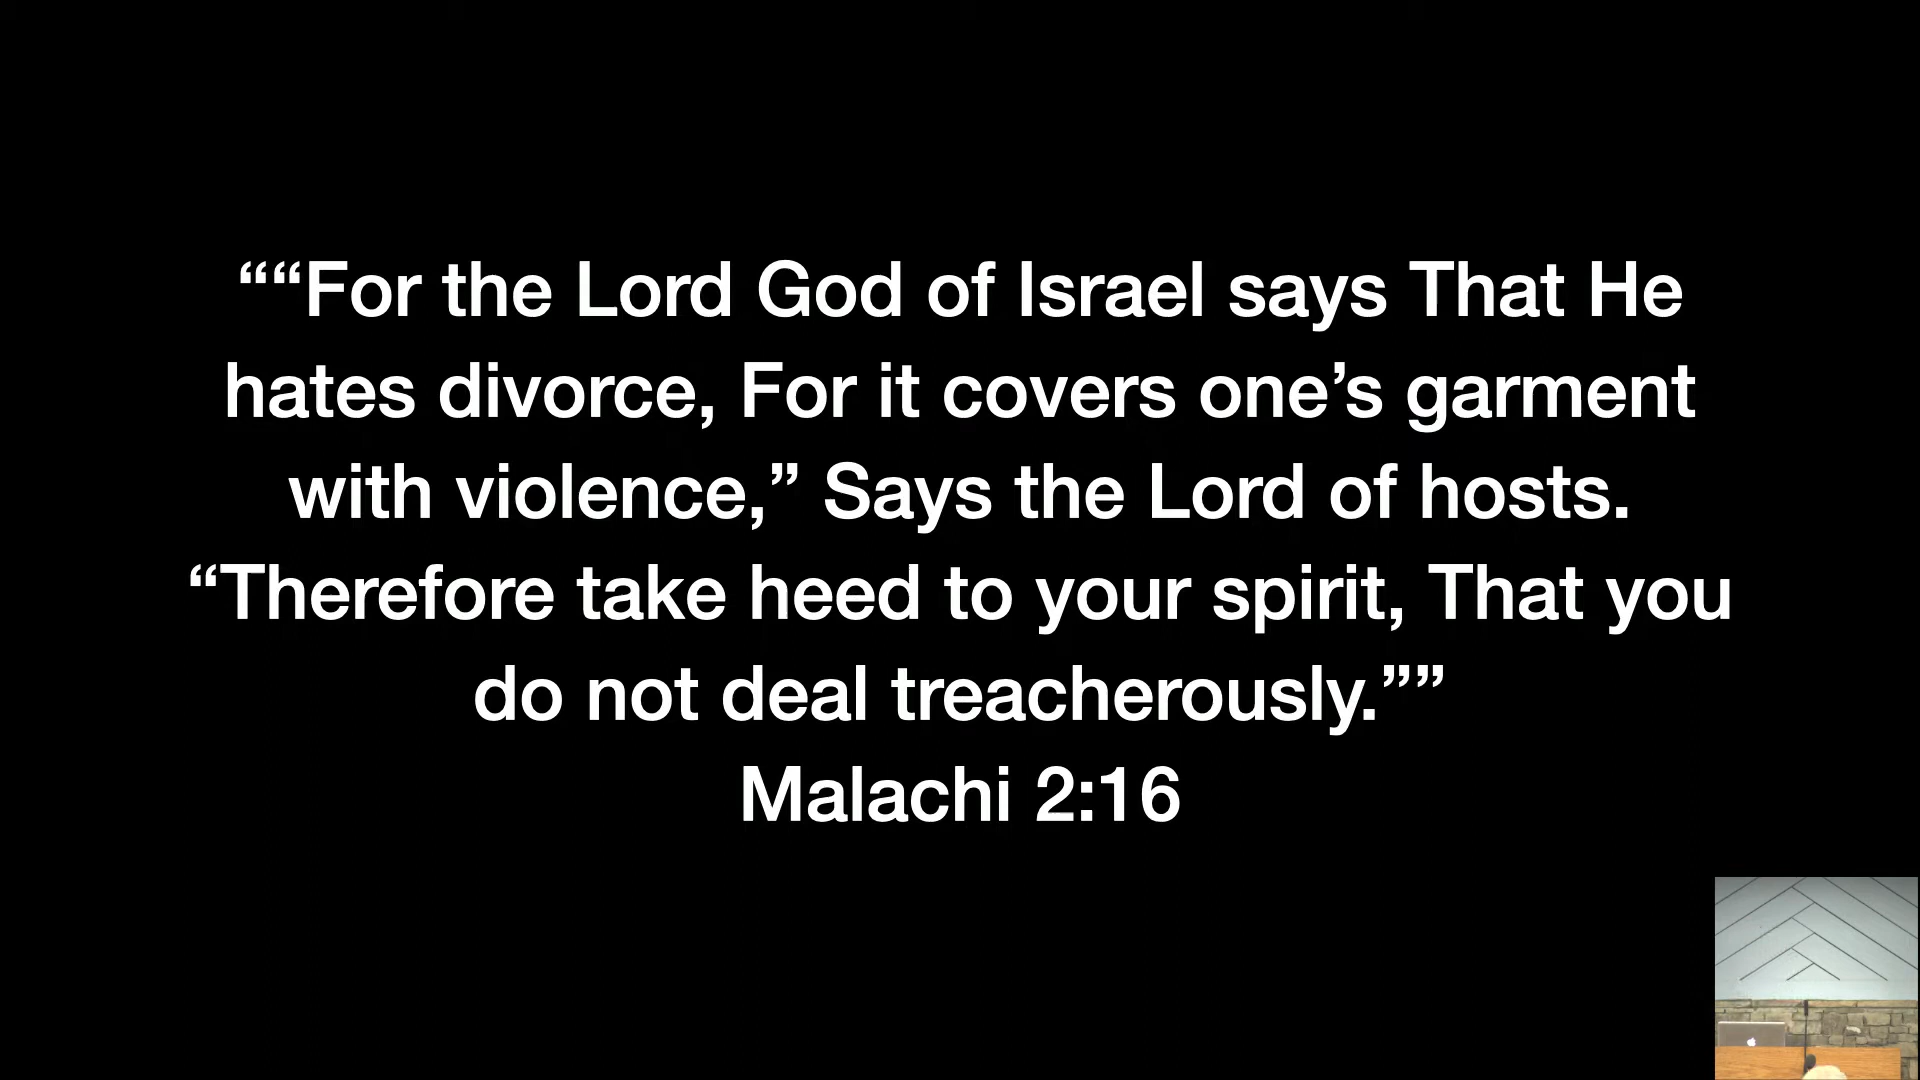 ““For the Lord God of Israel says That He
hates divorce, For it covers one’s garment
with violence,” Says the Lord of hosts.
“Therefore take heed to your spirit, That you
do not deal treacherously.””
Malachi 2:16